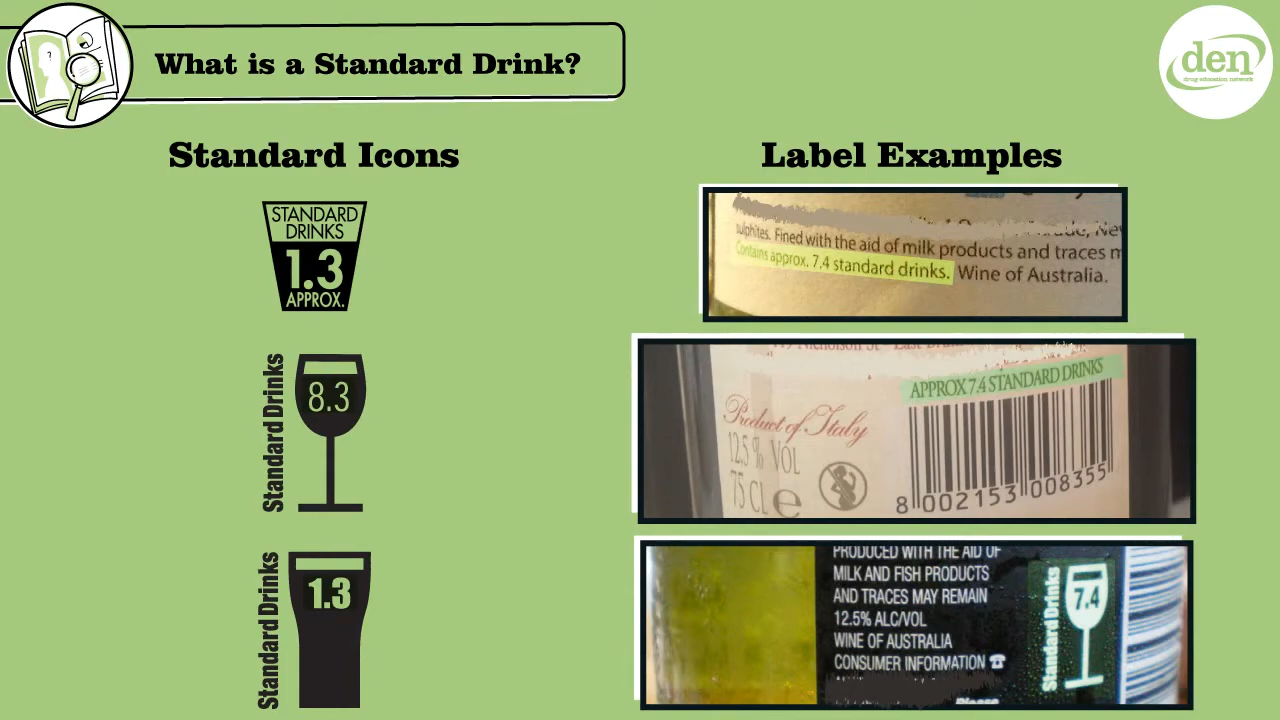 What is a Standard Drink?
den
drug education network
Standard Icons
Label Examples
STANDARD
DRINKS
1.3
APPROX.
Standard Drinks
8.3
Standard Drinks
1.3
sulphites. Fined with the aid of milk products and traces
Contains approx. 7.4 standard drinks. Wine of Australia.
APPROX 7.4 STANDARD DRINKS
Product of Italy
12.5 % VOL
75 CL e
8 002153 008355
PRODUCED WITH THE AID OF
MILK AND FISH PRODUCTS
AND TRACES MAY REMAIN
12.5% ALC/VOL
WINE OF AUSTRALIA
CONSUMER INFORMATION ☎
Standard Drinks
7.4